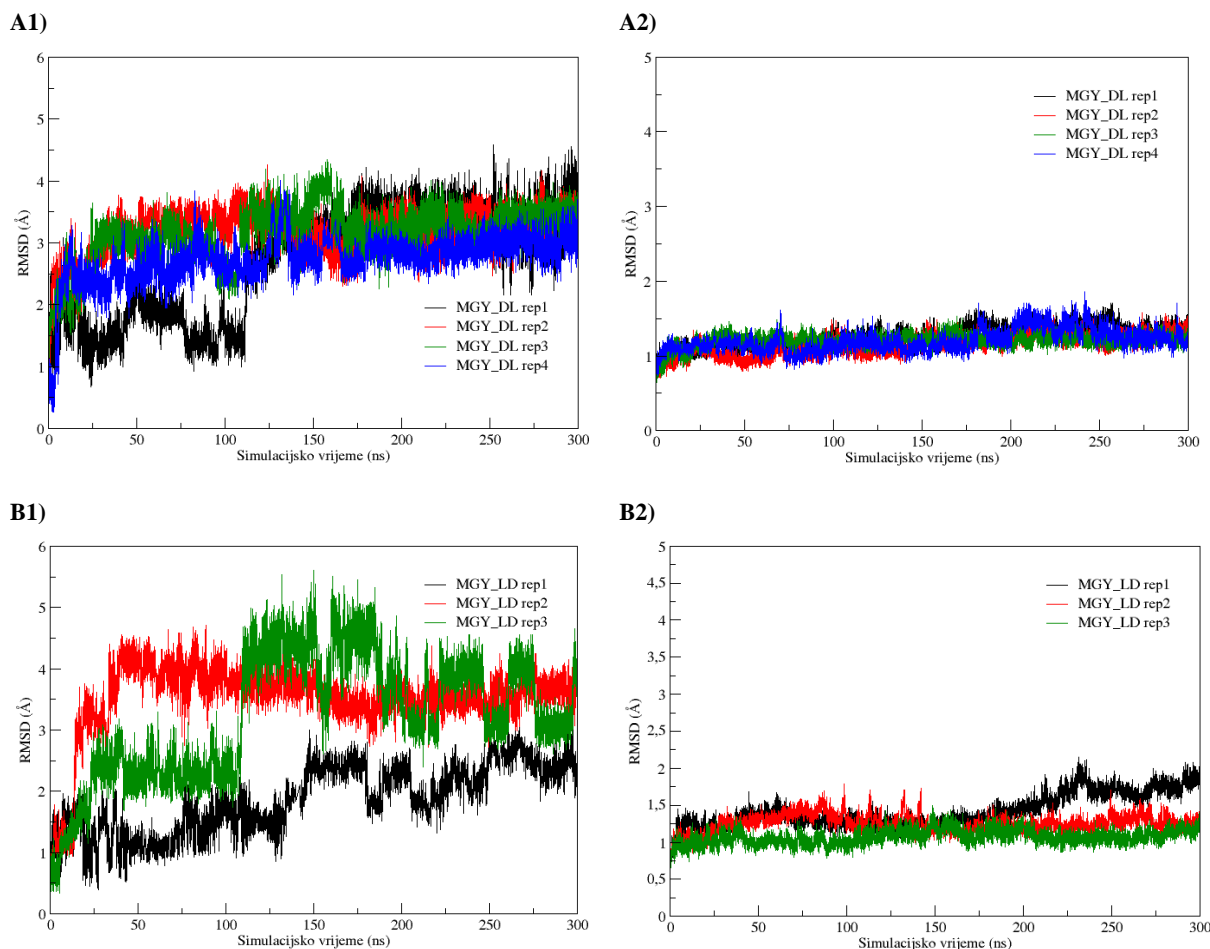 A1)
6
5
4
3
2
1
0
RMSD (Å)
0 50 100 150 200 250 300
Simulacijsko vrijeme (ns)
MGY_DL rep1
MGY_DL rep2
MGY_DL rep3
MGY_DL rep4
A2)
5
4
3
2
1
0
RMSD (Å)
0 50 100 150 200 250 300
Simulacijsko vrijeme (ns)
MGY_DL rep1
MGY_DL rep2
MGY_DL rep3
MGY_DL rep4
B1)
6
5
4
3
2
1
0
RMSD (Å)
0 50 100 150 200 250 300
Simulacijsko vrijeme (ns)
MGY_LD rep1
MGY_LD rep2
MGY_LD rep3
B2)
5
4,5
4
3,5
3
2,5
2
1,5
1
0,5
0
RMSD (Å)
0 50 100 150 200 250 300
Simulacijsko vrijeme (ns)
MGY_LD rep1
MGY_LD rep2
MGY_LD rep3